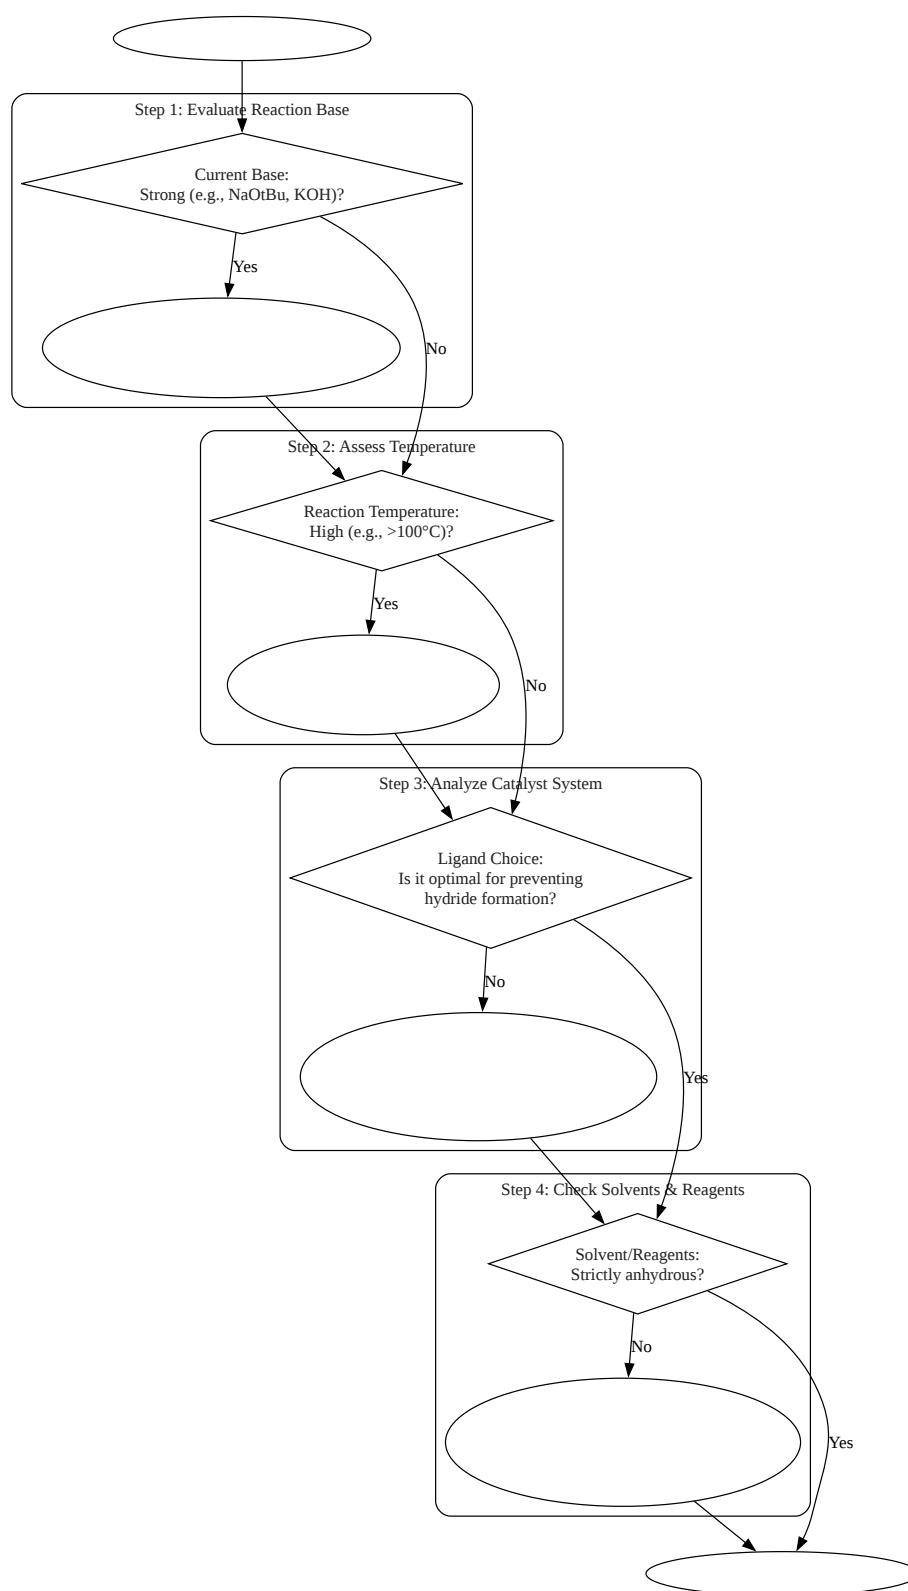 Step 1: Evaluate Reaction Base
Current Base:
Strong (e.g., NaOtBu, KOH)?
Yes
No
Step 2: Assess Temperature
Reaction Temperature:
High (e.g., >100°C)?
Yes
No
Step 3: Analyze Catalyst System
Ligand Choice:
Is it optimal for preventing
hydride formation?
No
Yes
Step 4: Check Solvents & Reagents
Solvent/Reagents:
Strictly anhydrous?
No
Yes